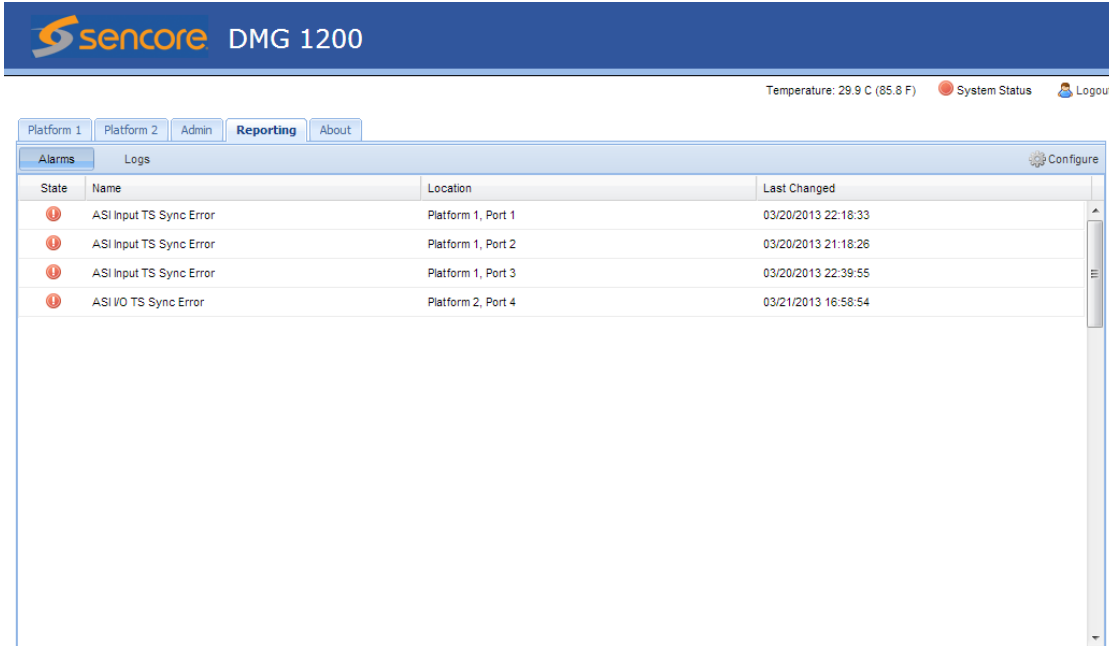 sencore DMG 1200
Temperature: 29.9 C (85.8 F) System Status Logout
Platform 1 Platform 2 Admin Reporting About
Alarms Logs Configure
State Name Location Last Changed
ASI Input TS Sync Error Platform 1, Port 1 03/20/2013 22:18:33
ASI Input TS Sync Error Platform 1, Port 2 03/20/2013 21:18:26
ASI Input TS Sync Error Platform 1, Port 3 03/20/2013 22:39:55
ASI I/O TS Sync Error Platform 2, Port 4 03/21/2013 16:58:54